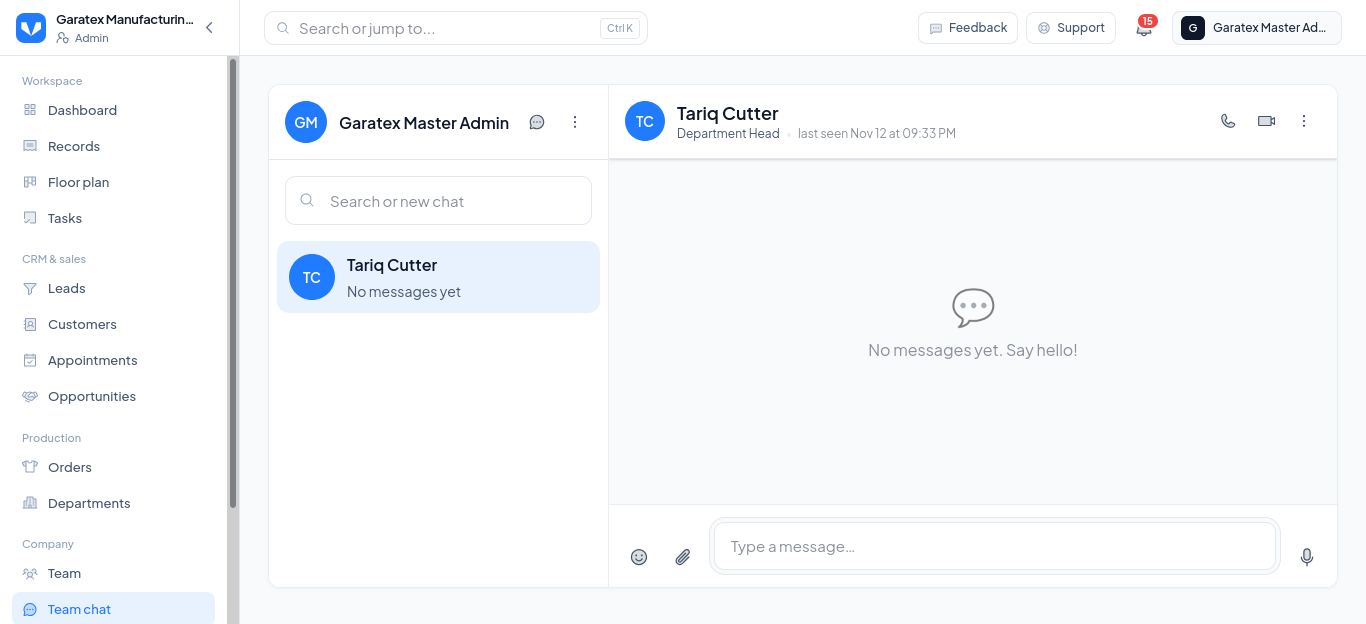 Garatex Manufacturin...
Admin
Search or jump to...
Ctrl K
Feedback
Support
15
G
Garatex Master Ad...
Workspace
Dashboard
Records
Floor plan
Tasks
CRM & sales
Leads
Customers
Appointments
Opportunities
Production
Orders
Departments
Company
Team
Team chat
GM
Garatex Master Admin
Search or new chat
TC
Tariq Cutter
No messages yet
TC
Tariq Cutter
Department Head • last seen Nov 12 at 09:33 PM
No messages yet. Say hello!
Type a message...